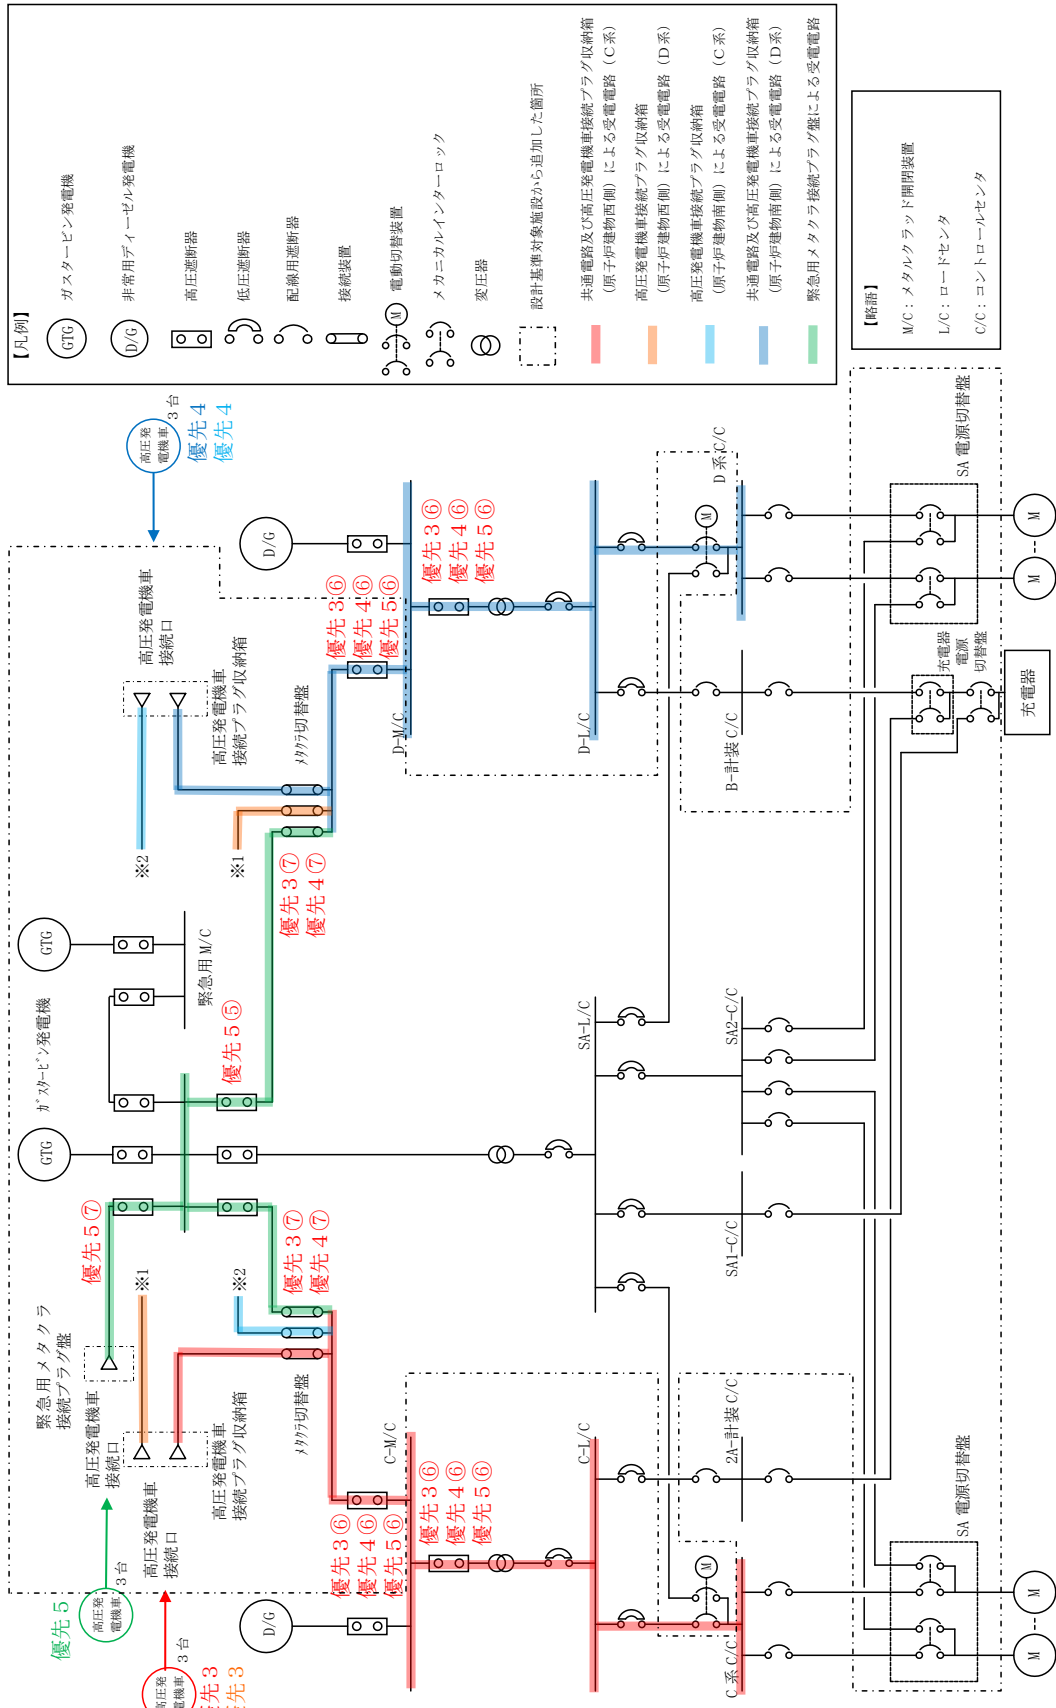 【凡例】
GTG
ガスタービン発電機
D/G
非常用ディーゼル発電機
高圧遮断器
低圧遮断器
配線用遮断器
接続装置
M
電動切替装置
メカニカルインターロック
変圧器
設計基準対象施設から追加した箇所
共通電路及び高圧発電機車接続プラグ収納箱
(原子炉建物西側)による受電電路(C系)
高圧発電機車接続プラグ収納箱
(原子炉建物西側)による受電電路(D系)
高圧発電機車接続プラグ収納箱
(原子炉建物南側)による受電電路(C系)
共通電路及び高圧発電機車接続プラグ収納箱
(原子炉建物南側)による受電電路(D系)
緊急用メタクラ接続プラグ盤による受電電路
【略語】
M/C:メタルクラッド開閉装置
L/C:ロードセンタ
C/C:コントロールセンタ
優先5
高圧発
電機車
3台
高圧発
電機車
3台
優先3
優先3
緊急用メタクラ
接続プラグ盤
高圧発電機車
接続口
高圧発電機車
接続口
高圧発電機車
接続プラグ収納箱
※1
※2
優先5⑦
優先3⑦
優先4⑦
メタクラ切替盤
GTG
ガスタービン発電機
GTG
緊急用M/C
優先5⑤
優先3⑦
優先4⑦
※2
※1
高圧発電機車
接続口
高圧発電機車
接続プラグ収納箱
メタクラ切替盤
高圧発
電機車
3台
優先4
優先4
D/G
優先3⑥
優先4⑥
優先5⑥
C-M/C
優先3⑥
優先4⑥
優先5⑥
C-L/C
M
C系C/C
2A-計装C/C
SA電源切替盤
M
M
D/G
優先3⑥
優先4⑥
優先5⑥
D-M/C
優先3⑥
優先4⑥
優先5⑥
D-L/C
M
D系C/C
B-計装C/C
SA-L/C
SA1-C/C
SA2-C/C
充電器
電源
切替盤
充電器
SA電源切替盤
M
M